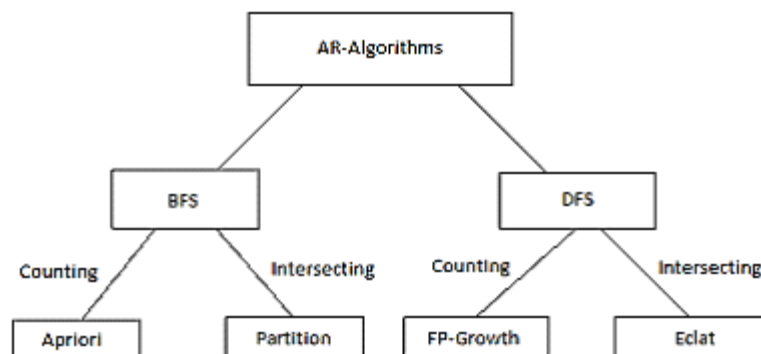 AR-Algorithms
BFS
DFS
Counting
Intersecting
Counting
Intersecting
Apriori
Partition
FP-Growth
Eclat